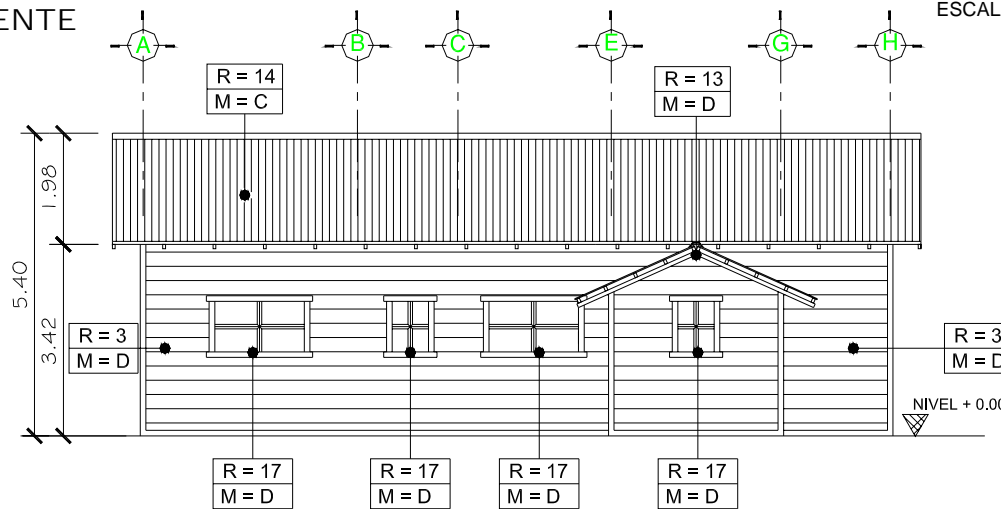 ENTE
ESCAL
A B C E G H
R = 14
M = C
R = 13
M = D
1.98
5.40
3.42
R = 3
M = D
R = 3
M = D
NIVEL + 0.00
R = 17
M = D
R = 17
M = D
R = 17
M = D
R = 17
M = D